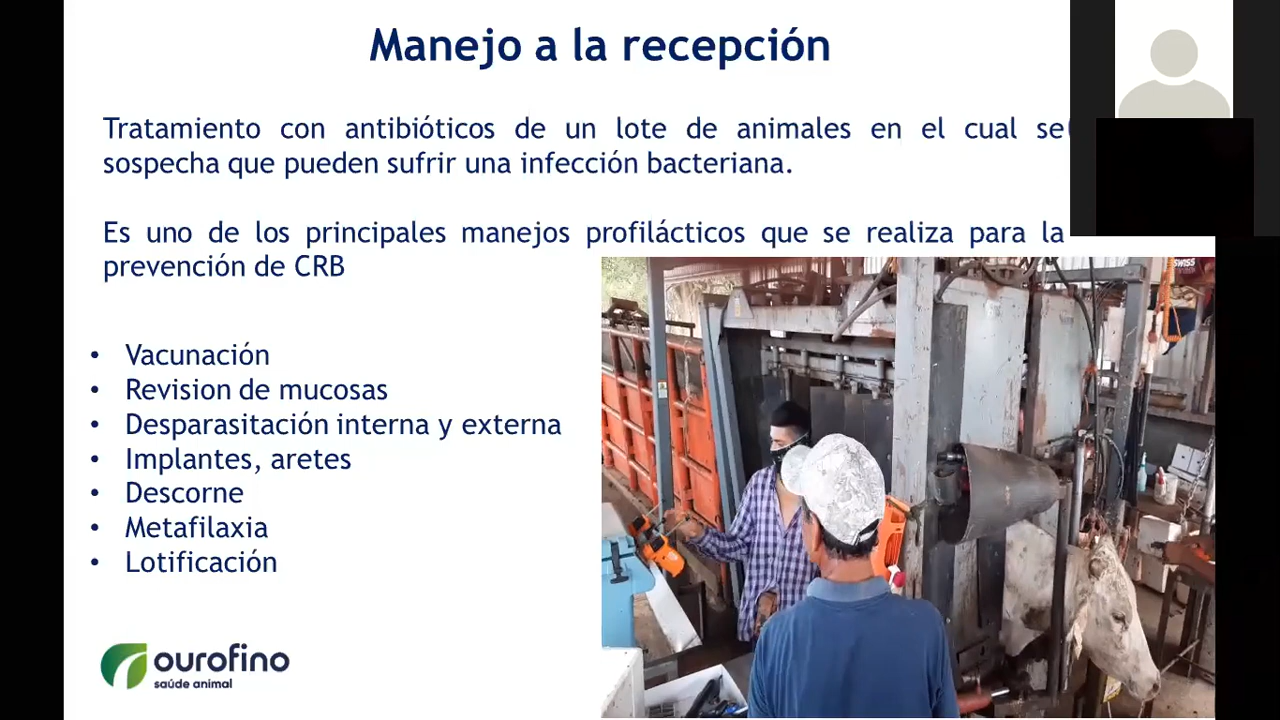 Manejo a la recepción
Tratamiento con antibióticos de un lote de animales en el cual se
sospecha que pueden sufrir una infección bacteriana.
Es uno de los principales manejos profilácticos que se realiza para la
prevención de CRB
• Vacunación
• Revision de mucosas
• Desparasitación interna y externa
• Implantes, aretes
• Descorne
• Metafilaxia
• Lotificación
SWISS
ourofino
saúde animal